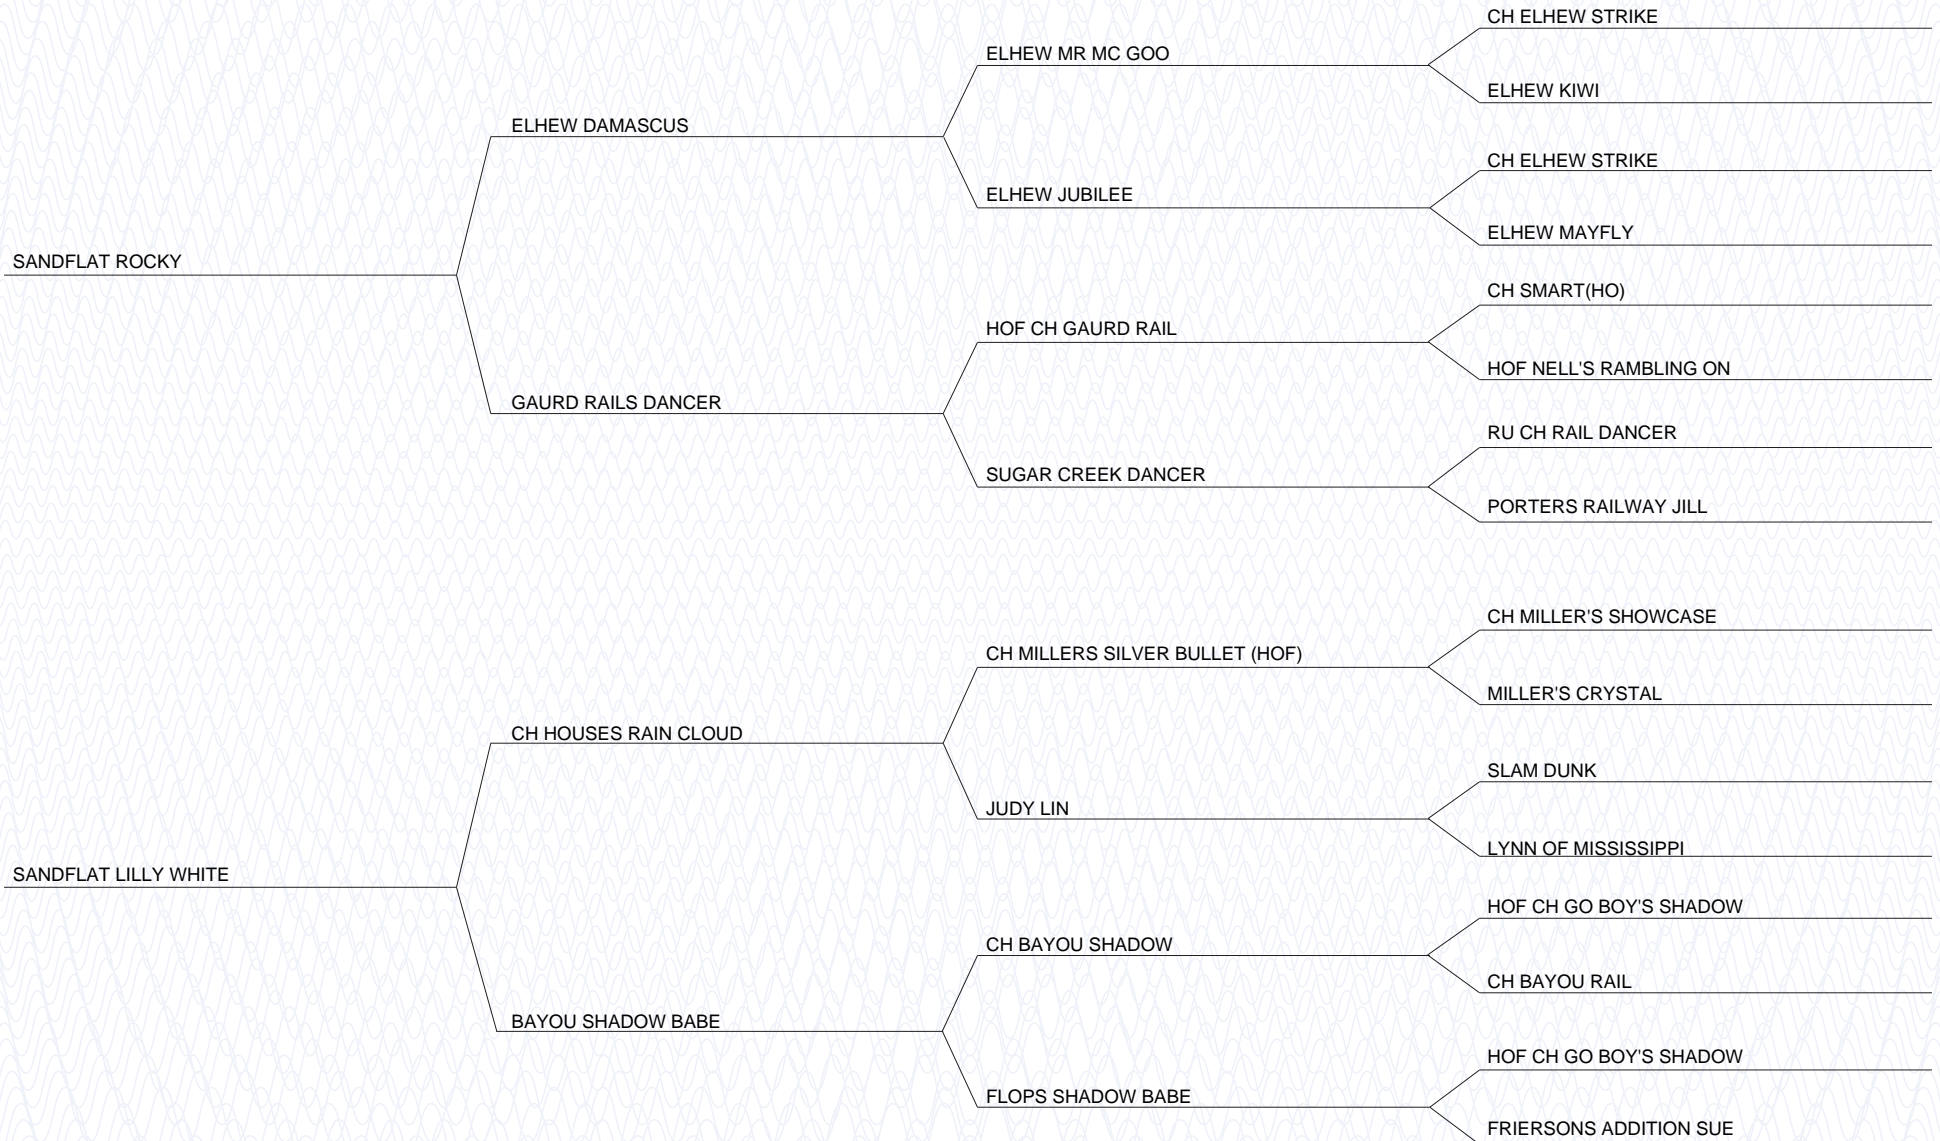 CH ELHEW STRIKE
ELHEW MR MC GOO
ELHEW KIWI
ELHEW DAMASCUS
CH ELHEW STRIKE
ELHEW JUBILEE
ELHEW MAYFLY
SANDFLAT ROCKY
CH SMART(HO)
HOF CH GAURD RAIL
HOF NELL'S RAMBLING ON
GAURD RAILS DANCER
RU CH RAIL DANCER
SUGAR CREEK DANCER
PORTERS RAILWAY JILL
CH MILLER'S SHOWCASE
CH MILLERS SILVER BULLET (HOF)
MILLER'S CRYSTAL
CH HOUSES RAIN CLOUD
SLAM DUNK
JUDY LIN
LYNN OF MISSISSIPPI
SANDFLAT LILLY WHITE
HOF CH GO BOY'S SHADOW
CH BAYOU SHADOW
CH BAYOU RAIL
BAYOU SHADOW BABE
HOF CH GO BOY'S SHADOW
FLOPS SHADOW BABE
FRIERSONS ADDITION SUE